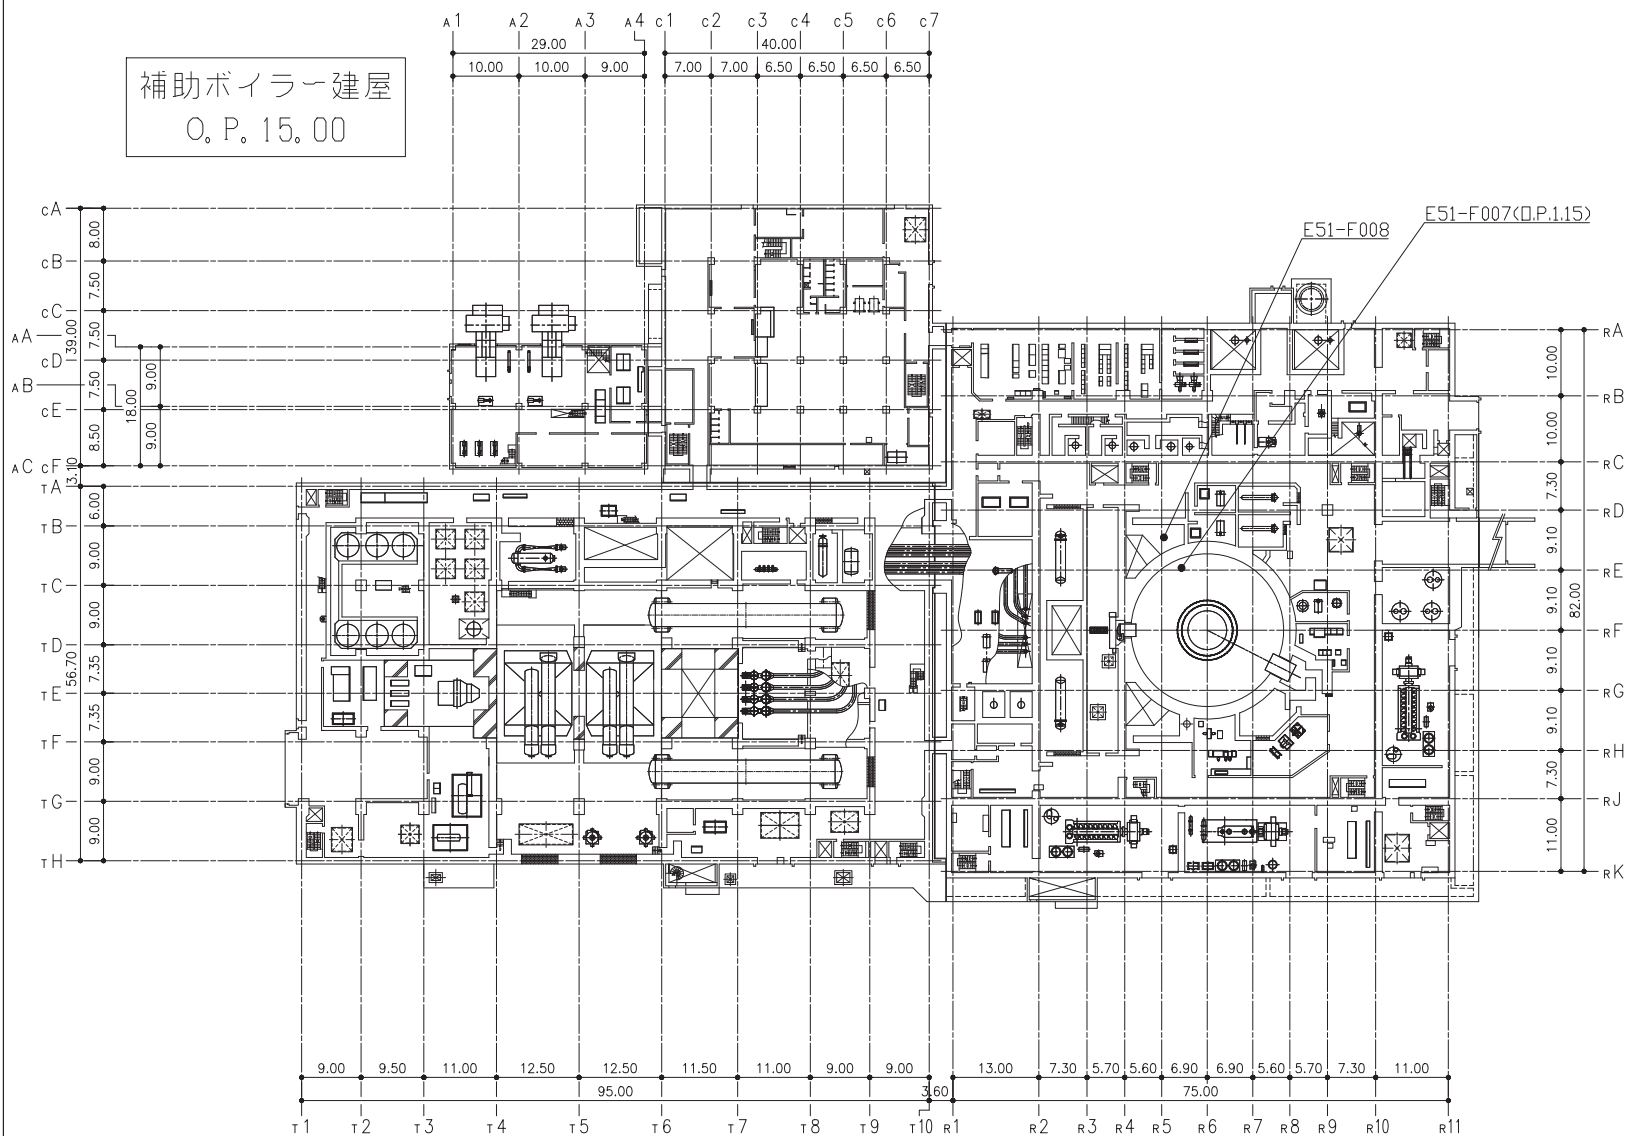 A1 A2 A3 A4 C1 C2 C3 C4 C5 C6 C7
29.00 40.00
10.00 10.00 9.00 7.00 7.00 6.50 6.50 6.50 6.50
補助ボイラー建屋
O. P. 15. 00
E51-F008
E51-F007(O.P.1.15)
cA
8.00
cB
7.50
cC
AA
39.00
7.50
cD
AB
7.50
cE
8.50
AC cF
18.00
9.00
9.00
3.10
TA
6.00
TB
9.00
TC
9.00
TD
56.70
7.35
TE
7.35
TF
9.00
TG
9.00
TH
RA
10.00
RB
10.00
RC
7.30
RD
9.10
RE
9.10
82.00
RF
9.10
RG
9.10
RH
7.30
RJ
11.00
RK
9.00 9.50 11.00 12.50 12.50 11.50 11.00 9.00 9.00 13.00 7.30 5.70 5.60 6.90 6.90 5.60 5.70 7.30 11.00
95.00 3.60 75.00
T1 T2 T3 T4 T5 T6 T7 T8 T9 T10 R1 R2 R3 R4 R5 R6 R7 R8 R9 R10 R11